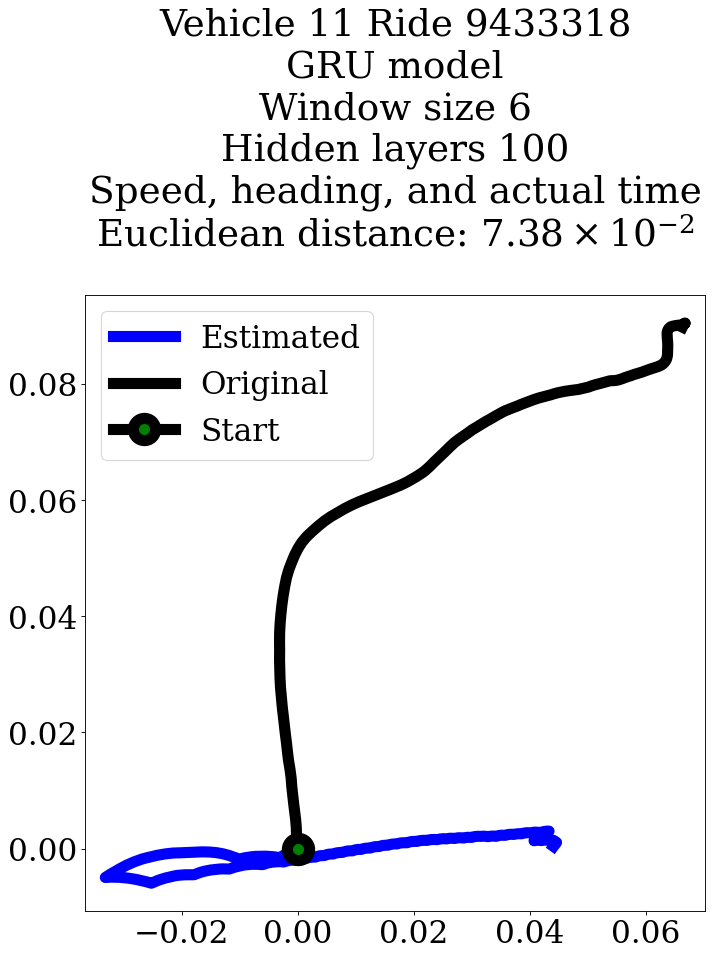 Vehicle 11 Ride 9433318
GRU model
Window size 6
Hidden layers 100
Speed, heading, and actual time
Euclidean distance: 7.38 × 10⁻²
Estimated
Original
Start
0.08
0.06
0.04
0.02
0.00
−0.02 0.00 0.02 0.04 0.06